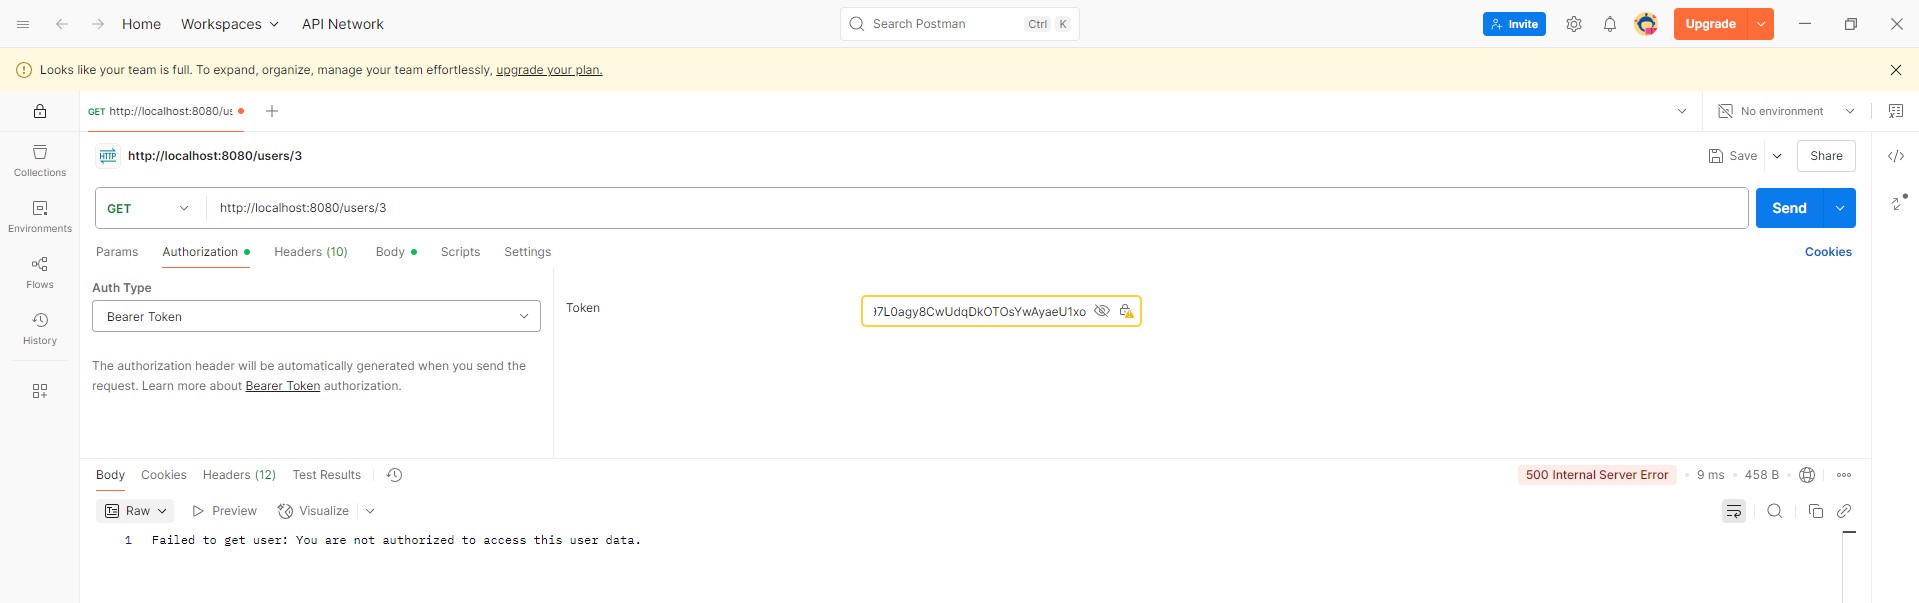 Home Workspaces API Network Search Postman Ctrl K Invite Upgrade
Looks like your team is full. To expand, organize, manage your team effortlessly, upgrade your plan.
GET http://localhost:8080/us No environment
HTTP http://localhost:8080/users/3 Save Share
Collections
GET http://localhost:8080/users/3 Send
Environments
Params Authorization Headers (10) Body Scripts Settings Cookies
Flows
Auth Type
Bearer Token
Token
97L0agy8CwUdqDkOTOsYwAyaeU1xo
History
The authorization header will be automatically generated when you send the
request. Learn more about Bearer Token authorization.
Body Cookies Headers (12) Test Results 500 Internal Server Error 9 ms 458 B
Raw Preview Visualize
1 Failed to get user: You are not authorized to access this user data.